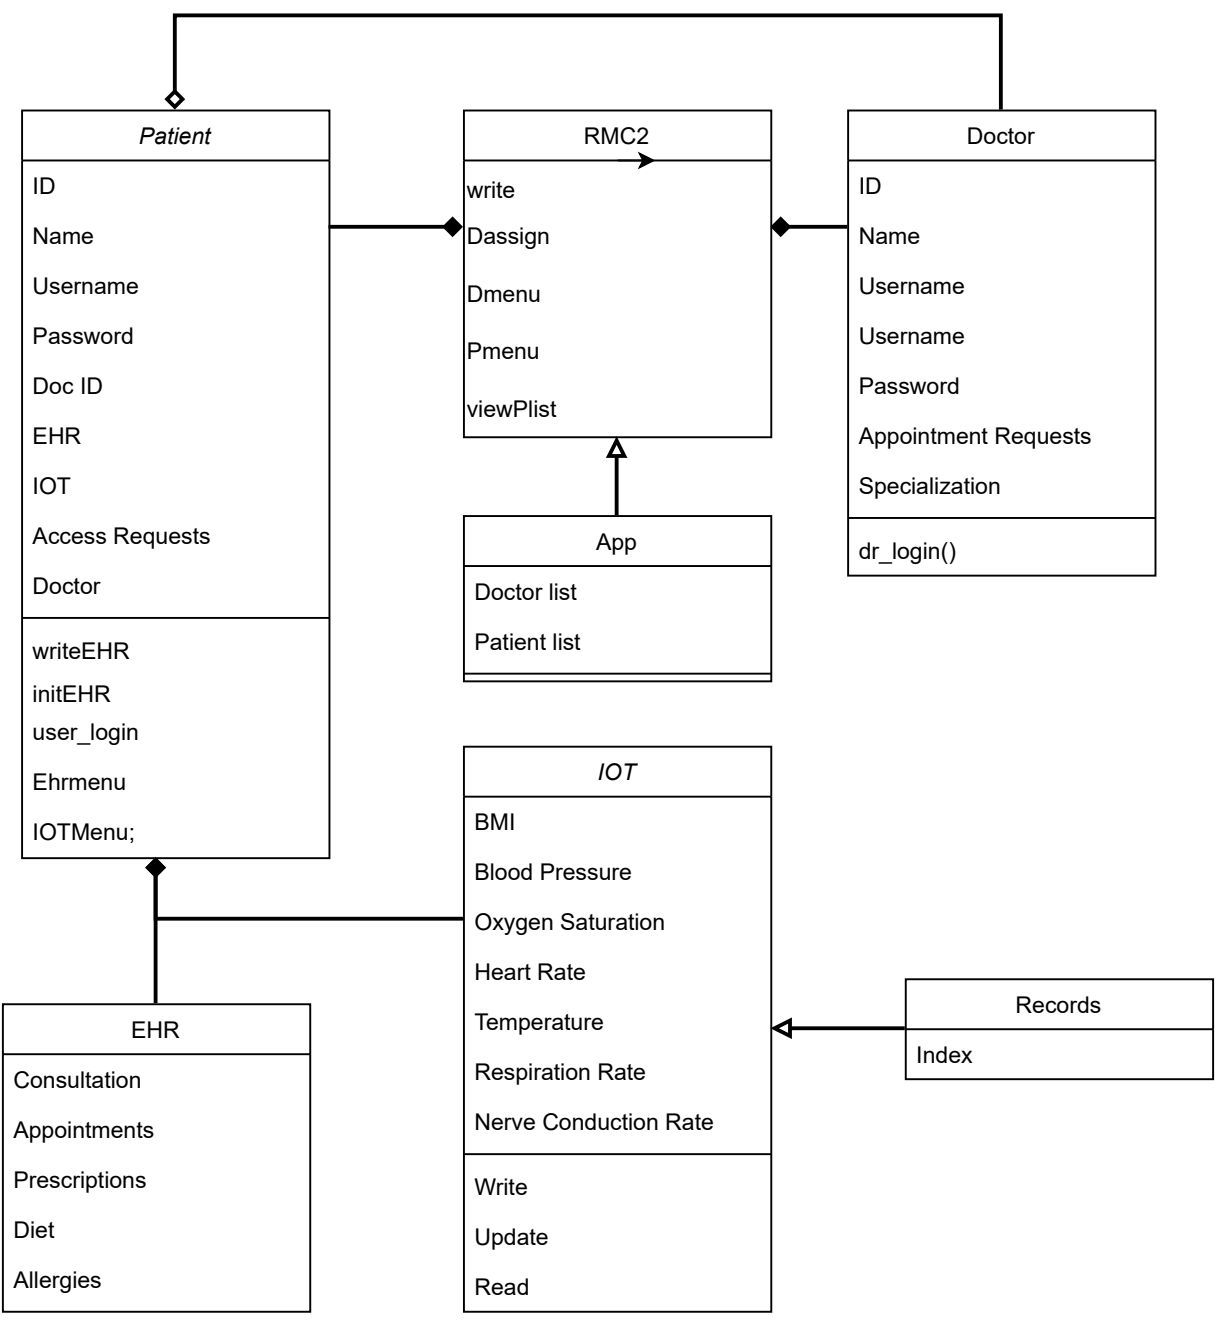 Patient
ID
Name
Username
Password
Doc ID
EHR
IOT
Access Requests
Doctor
writeEHR
initEHR
user_login
Ehrmenu
IOTMenu;
RMC2
write
Dassign
Dmenu
Pmenu
viewPlist
Doctor
ID
Name
Username
Username
Password
Appointment Requests
Specialization
dr_login()
App
Doctor list
Patient list
IOT
BMI
Blood Pressure
Oxygen Saturation
Heart Rate
Temperature
Respiration Rate
Nerve Conduction Rate
Write
Update
Read
Records
Index
EHR
Consultation
Appointments
Prescriptions
Diet
Allergies